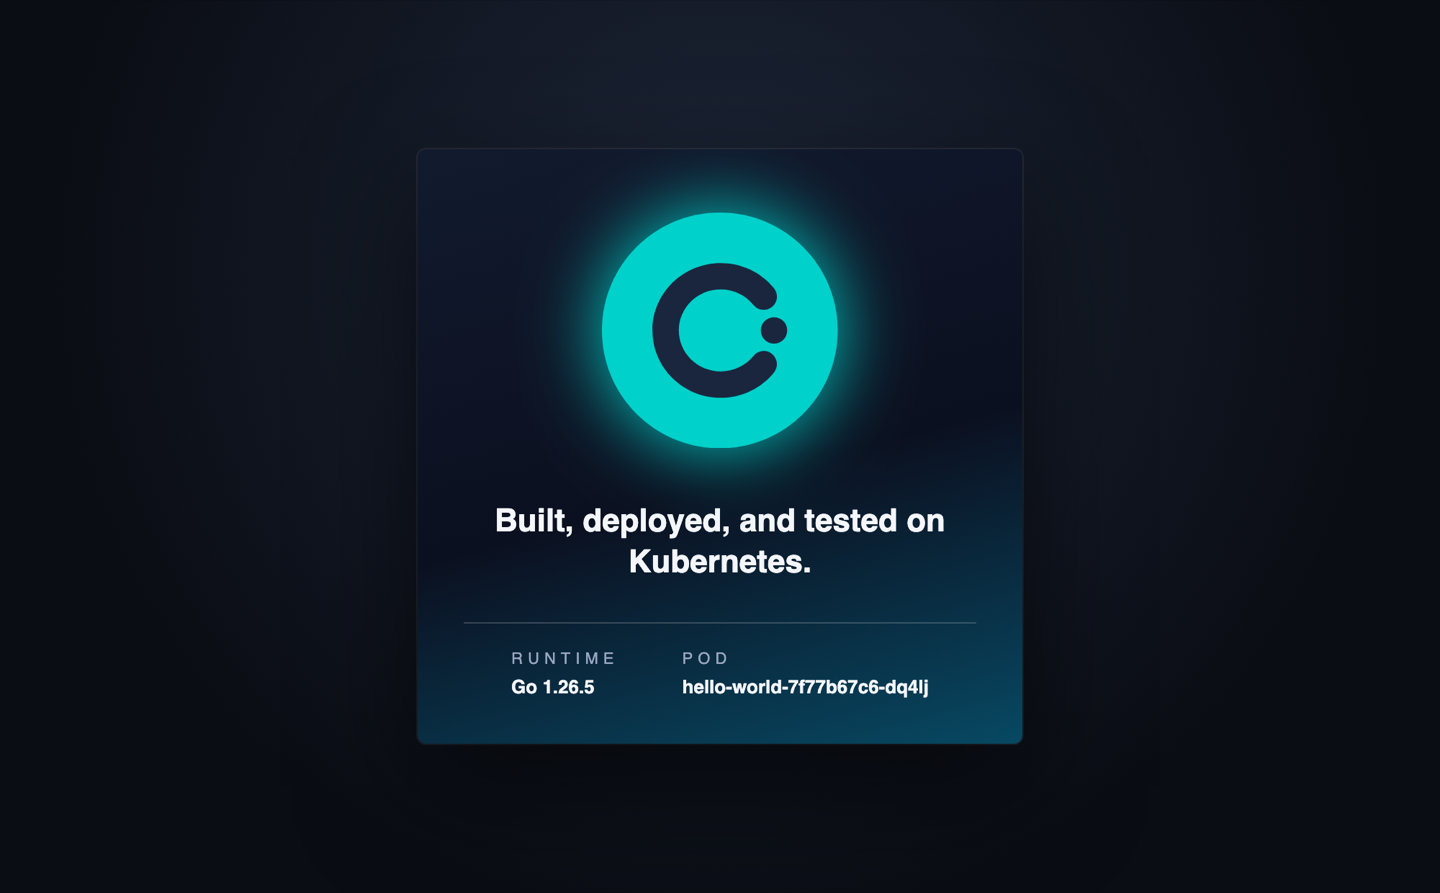 Built, deployed, and tested on
Kubernetes.
RUNTIME
POD
Go 1.26.5
hello-world-7f77b67c6-dq4lj